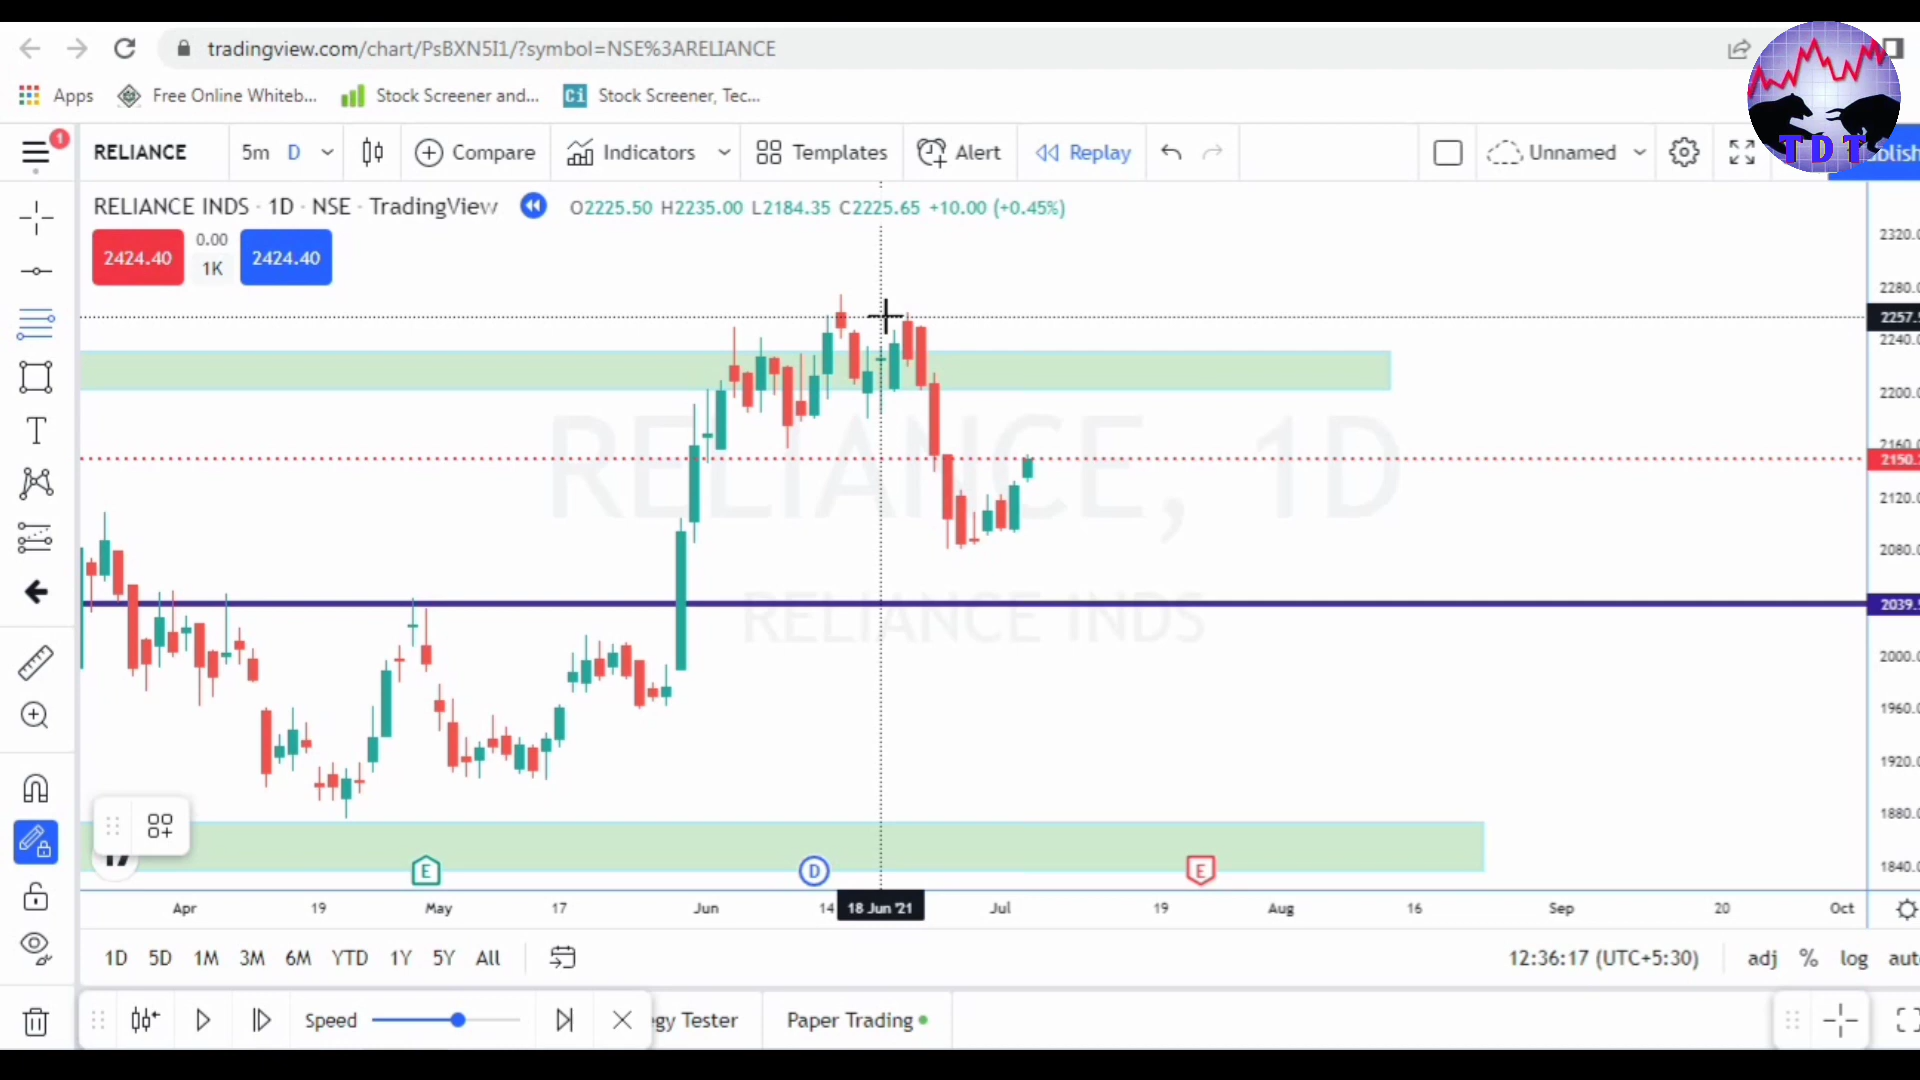 tradingview.com/chart/PsBXN5I1/?symbol=NSE%3ARELIANCE
Apps Free Online Whiteb... Stock Screener and... Ci Stock Screener, Tec...
TDT
1
RELIANCE 5m D Compare Indicators Templates Alert Replay Unnamed
RELIANCE INDS · 1D · NSE · TradingView O2225.50 H2235.00 L2184.35 C2225.65 +10.00 (+0.45%)
2424.40 0.00 1K 2424.40
RELIANCE, 1D
RELIANCE INDS
2320.0
2280.0
2257.5
2240.0
2200.0
2160.0
2150.
2120.0
2080.0
2039.5
2000.0
1960.0
1920.0
1880.0
1840.0
E D E
Apr 19 May 17 Jun 14 18 Jun '21 Jul 19 Aug 16 Sep 20 Oct
1D 5D 1M 3M 6M YTD 1Y 5Y All 12:36:17 (UTC+5:30) adj % log
Speed gy Tester Paper Trading